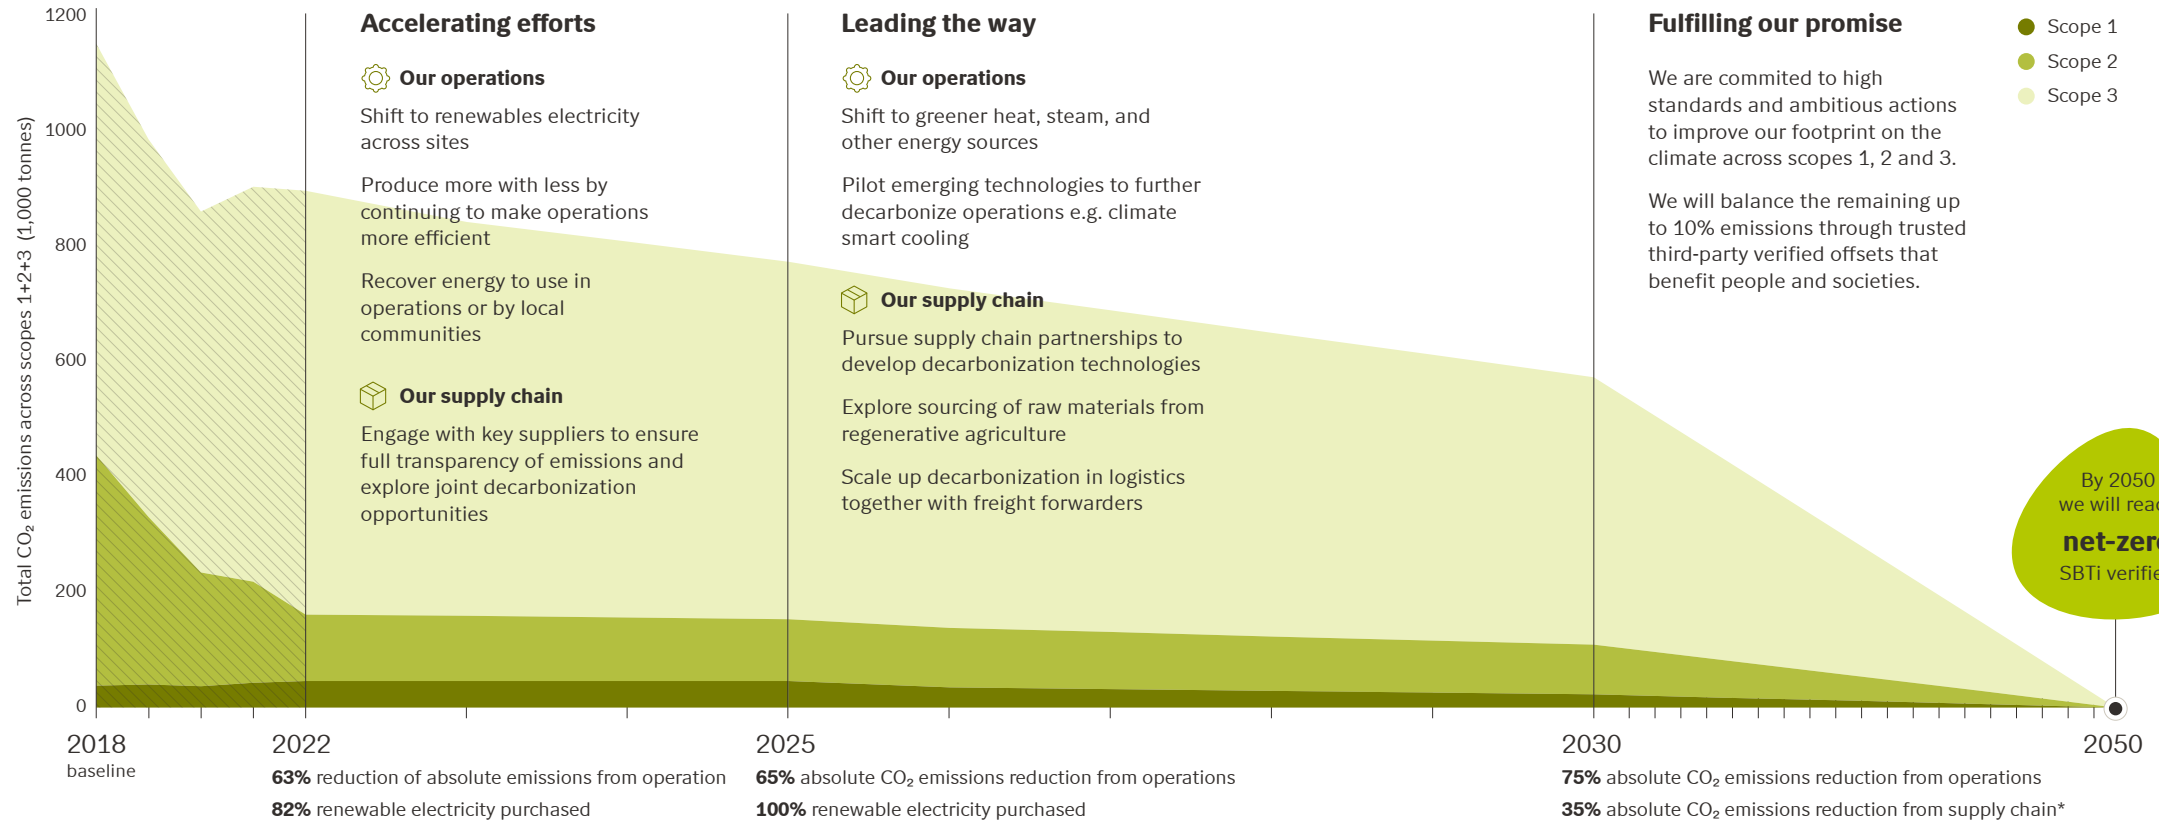 1200
1000
800
600
400
200
0
Total CO₂ emissions across scopes 1+2+3 (1,000 tonnes)
Accelerating efforts
Our operations
Shift to renewables electricity
across sites
Produce more with less by
continuing to make operations
more efficient
Recover energy to use in
operations or by local
communities
Our supply chain
Engage with key suppliers to ensure
full transparency of emissions and
explore joint decarbonization
opportunities
Leading the way
Our operations
Shift to greener heat, steam, and
other energy sources
Pilot emerging technologies to further
decarbonize operations e.g. climate
smart cooling
Our supply chain
Pursue supply chain partnerships to
develop decarbonization technologies
Explore sourcing of raw materials from
regenerative agriculture
Scale up decarbonization in logistics
together with freight forwarders
Fulfilling our promise
We are commited to high
standards and ambitious actions
to improve our footprint on the
climate across scopes 1, 2 and 3.
We will balance the remaining up
to 10% emissions through trusted
third-party verified offsets that
benefit people and societies.
Scope 1
Scope 2
Scope 3
By 2050
we will
SBTi
2018
baseline
2022
63% reduction of absolute emissions from operation
82% renewable electricity purchased
2025
65% absolute CO₂ emissions reduction from operations
100% renewable electricity purchased
2030
75% absolute CO₂ emissions reduction from operations
35% absolute CO₂ emissions reduction from supply chain*
2050